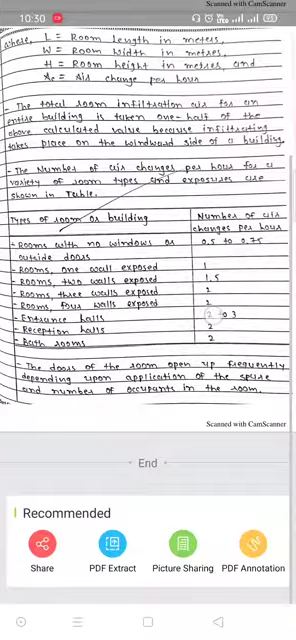 Scanned with CamScanner
10:30
where, L = Room Length in metres,
W = Room width in metres,
H = Room height in metres, and
Ac = Air change per hour
- The total room infiltration air for an
entire building is taken one-half of the
above calculated value because infiltrating
takes place on the windward side of a building.
- The Number of air changes per hour for a
variety of room types and exposures are
shown in Table.
Types of room or building Number of air changes per hour
- Rooms with no windows or outside doors 0.5 to 0.75
- Rooms, one wall exposed 1
- Rooms, two walls exposed 1.5
- Rooms, three walls exposed 2
- Rooms, four walls exposed 2
- Entrance halls 2 to 3
- Reception halls 2
- Bath rooms 2
- The doors of the room open up frequently
depending upon application of the space
and number of occupants in the room.
Scanned with CamScanner
End
Recommended
Share
PDF Extract
Picture Sharing
PDF Annotation